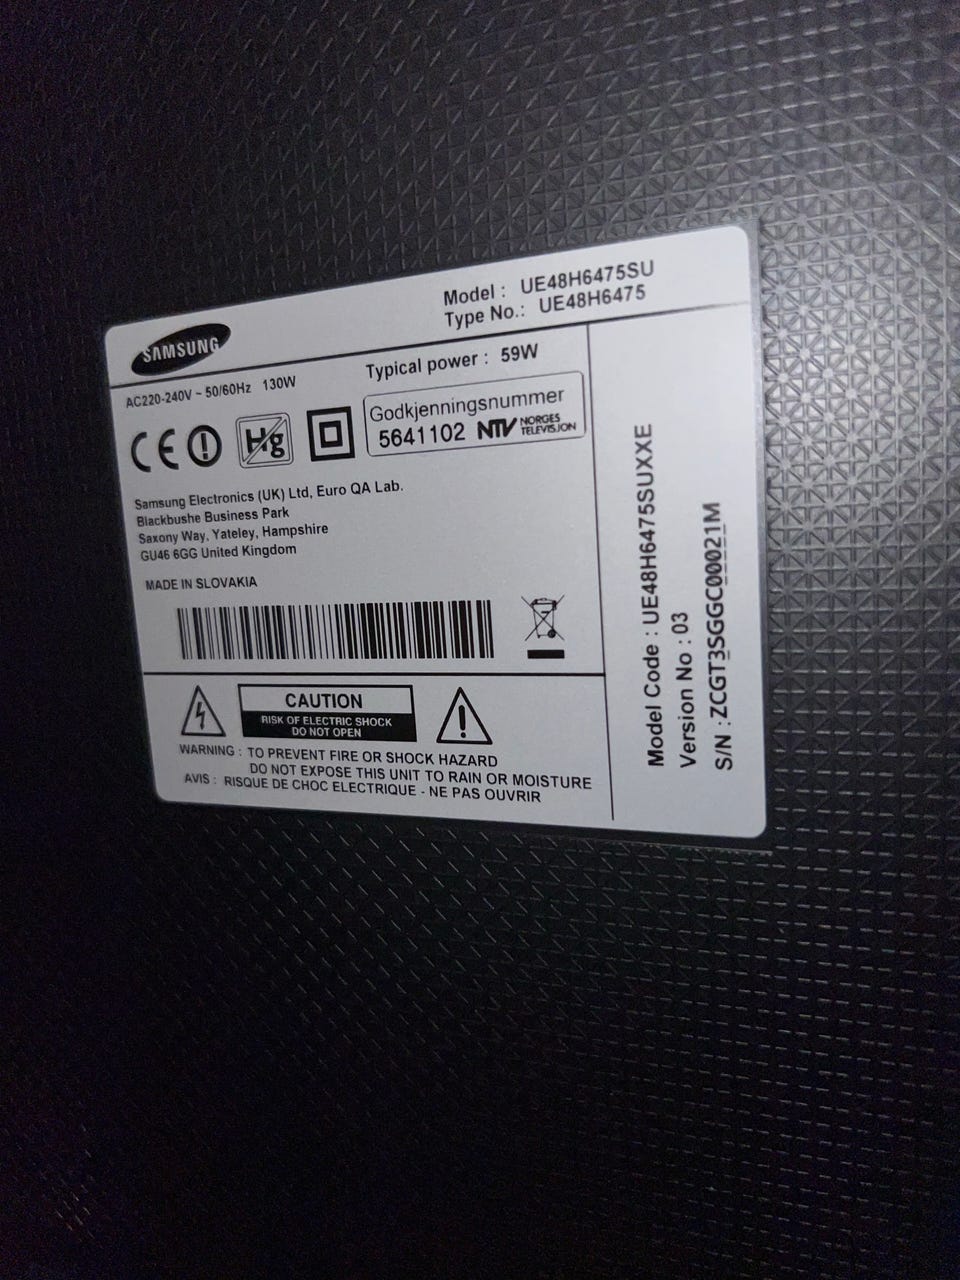 SAMSUNG
Model : UE48H6475SU
Type No.: UE48H6475
AC220-240V ~ 50/60Hz 130W
Typical power : 59W
CE
Hg
Godkjenningsnummer
5641102 NTV NORGES TELEVISJON
Samsung Electronics (UK) Ltd, Euro QA Lab.
Blackbushe Business Park
Saxony Way, Yateley, Hampshire
GU46 6GG United Kingdom
MADE IN SLOVAKIA
CAUTION
RISK OF ELECTRIC SHOCK
DO NOT OPEN
WARNING : TO PREVENT FIRE OR SHOCK HAZARD
DO NOT EXPOSE THIS UNIT TO RAIN OR MOISTURE
AVIS : RISQUE DE CHOC ELECTRIQUE - NE PAS OUVRIR
Model Code : UE48H6475SUXXE
Version No : 03
S/N : ZCGT3SGGC00021M